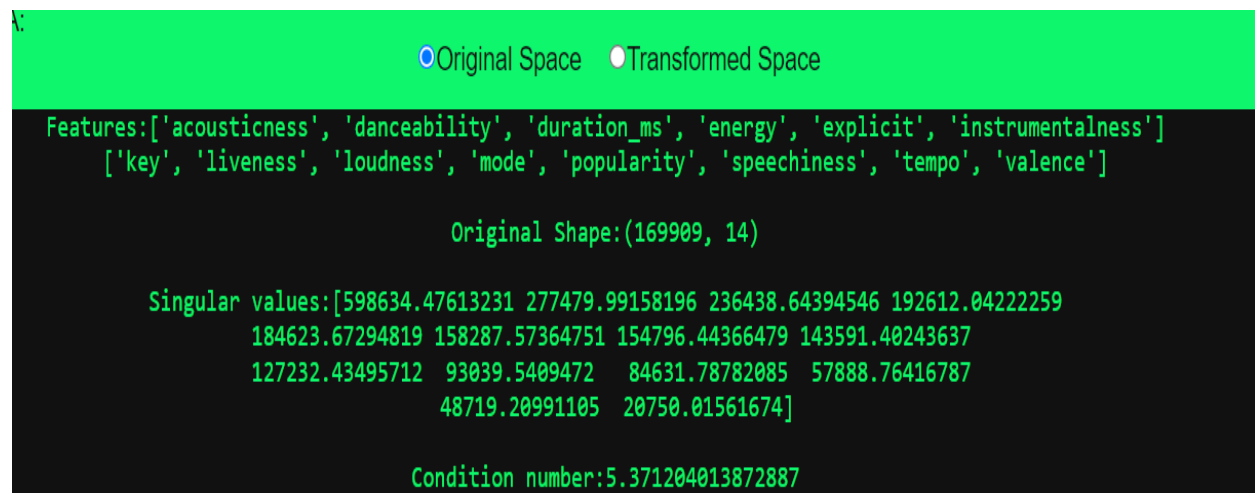 A:
Original Space Transformed Space
Features:['acousticness', 'danceability', 'duration_ms', 'energy', 'explicit', 'instrumentalness']
['key', 'liveness', 'loudness', 'mode', 'popularity', 'speechiness', 'tempo', 'valence']
Original Shape:(169909, 14)
Singular values:[598634.47613231 277479.99158196 236438.64394546 192612.04222259
184623.67294819 158287.57364751 154796.44366479 143591.40243637
127232.43495712 93039.5409472 84631.78782085 57888.76416787
48719.20991105 20750.01561674]
Condition number:5.371204013872887